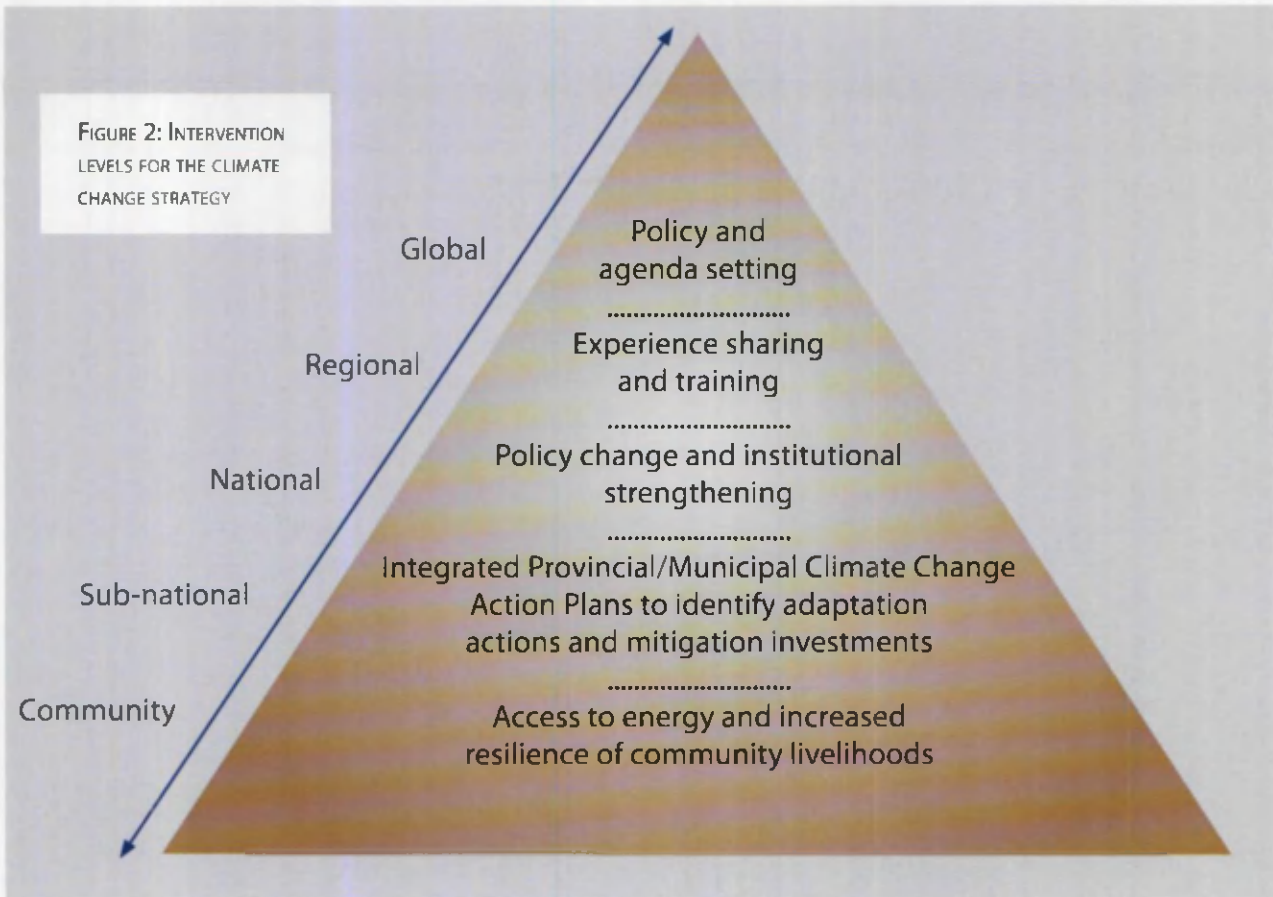 FIGURE 2: INTERVENTION
LEVELS FOR THE CLIMATE
CHANGE STRATEGY
Global
Policy and
agenda setting
Regional
Experience sharing
and training
National
Policy change and institutional
strengthening
Sub-national
Integrated Provincial/Municipal Climate Change
Action Plans to identify adaptation
actions and mitigation investments
Community
Access to energy and increased
resilience of community livelihoods